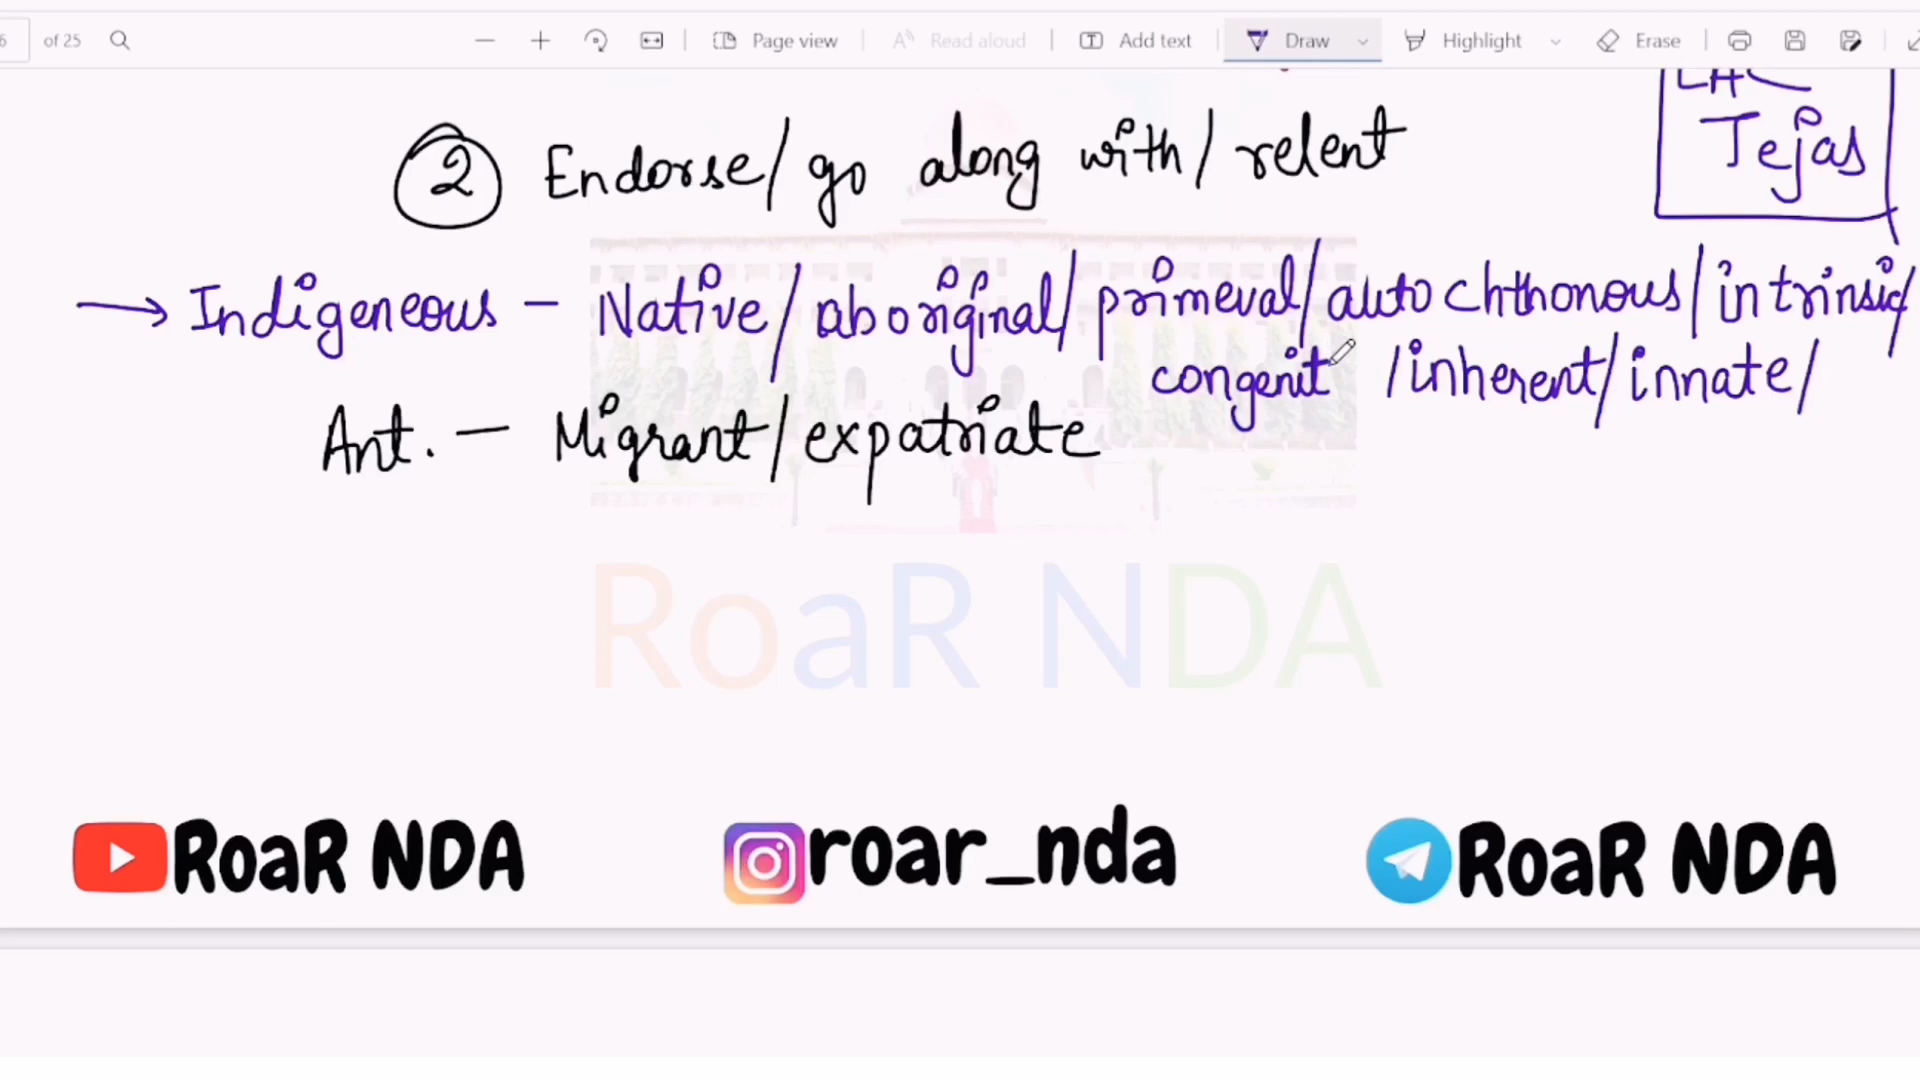 6 of 25 Page view Read aloud Add text Draw Highlight Erase
Tejas
2 Endorse/ go along with/ relent
→ Indigeneous – Native/ aboriginal/ primeval/ autochthonous/ intrinsic/
congenit /inherent/ innate/
Ant. – Migrant/ expatriate
RoaR NDA
RoaR NDA roar_nda RoaR NDA